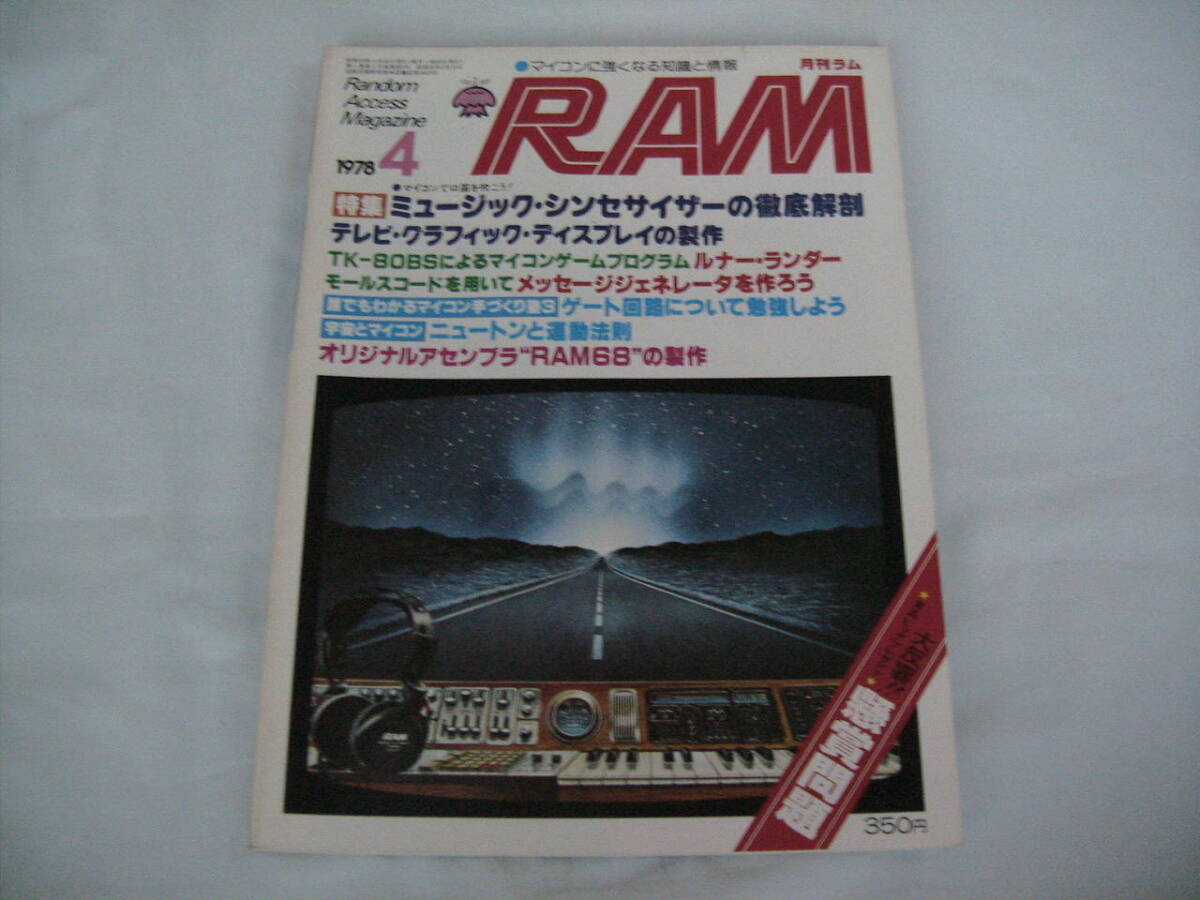 Random
Access
Magazine
1978 4
●マイコンに強くなる知識と情報
月刊ラム
RAM
●マイコンで口笛を吹こう!
特集 ミュージック・シンセサイザーの徹底解剖
テレビ・グラフィック・ディスプレイの製作
TK-80BSによるマイコンゲームプログラム ルナー・ランダー
モールスコードを用いて メッセージジェネレータを作ろう
誰でもわかるマイコン手づくり塾3 ゲート回路について勉強しよう
宇宙とマイコン ニュートンと運動法則
オリジナルアセンブラ“RAM68”の製作
RAM
懸賞問題
350円